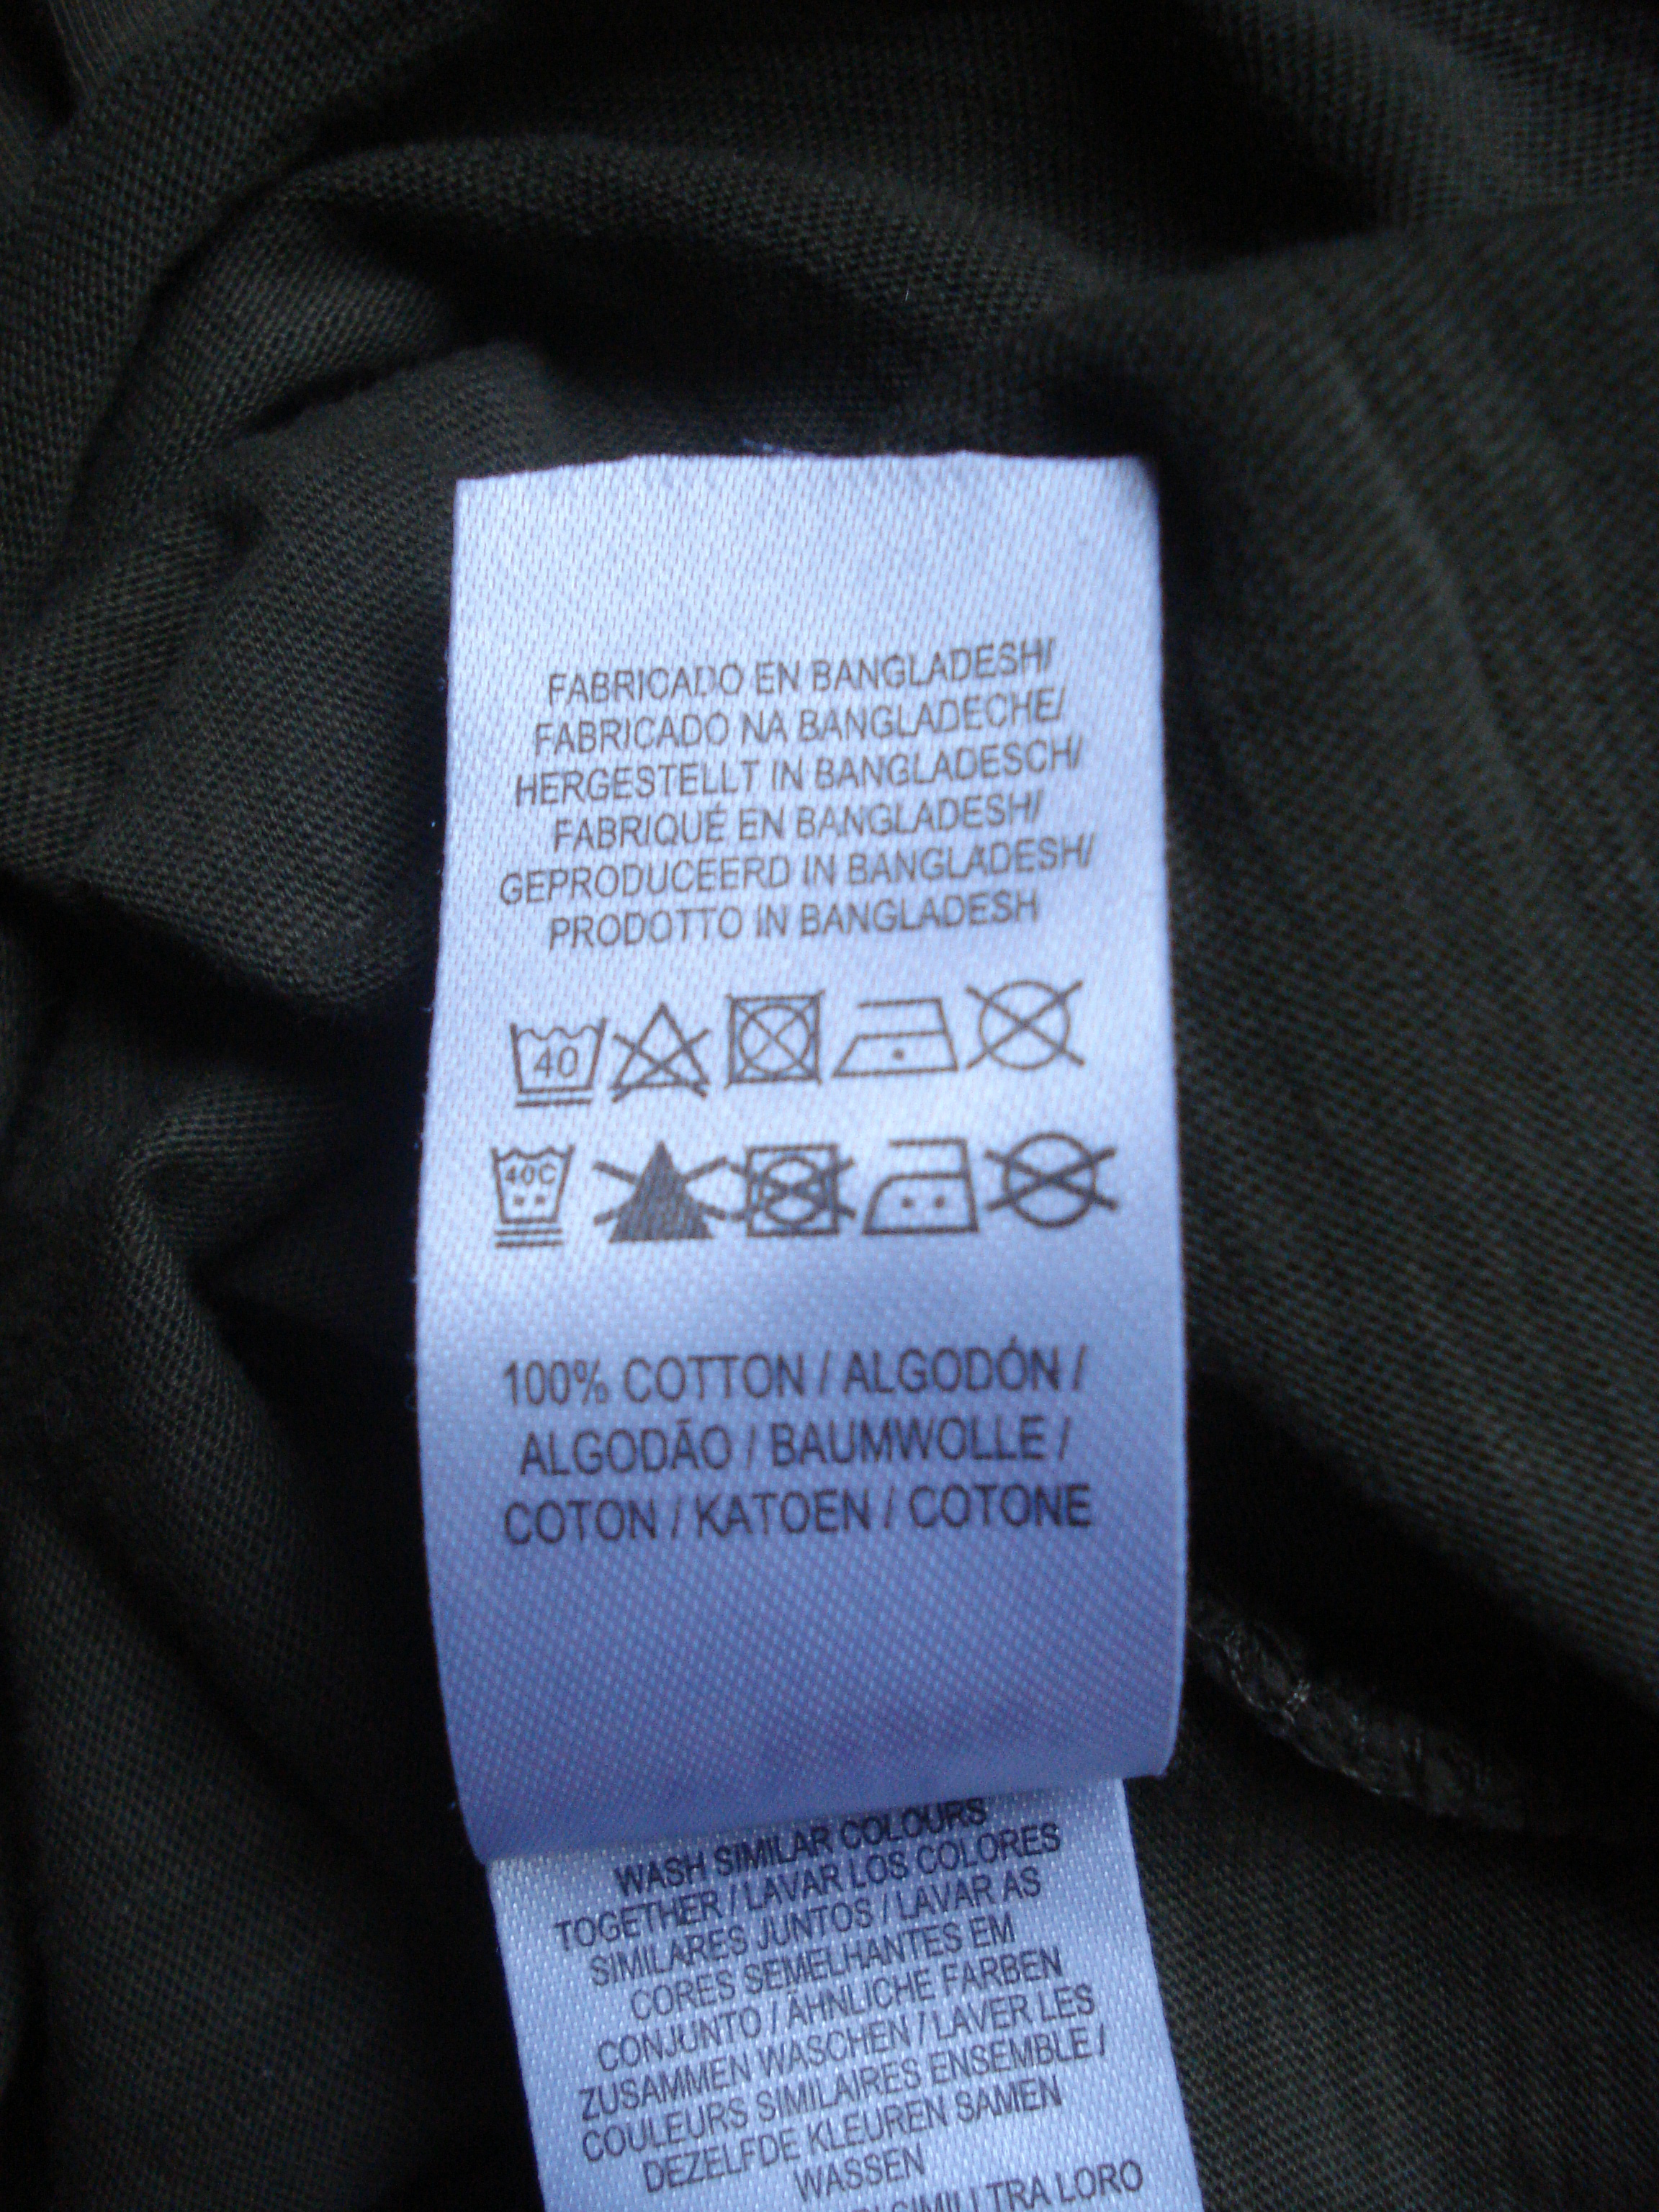 FABRICADO EN BANGLADESH/
FABRICADO NA BANGLADECHE/
HERGESTELLT IN BANGLADESCH/
FABRIQUÉ EN BANGLADESH/
GEPRODUCEERD IN BANGLADESH/
PRODOTTO IN BANGLADESH
40
40C
100% COTTON / ALGODÓN /
ALGODÃO / BAUMWOLLE /
COTON / KATOEN / COTONE
WASH SIMILAR COLOURS
TOGETHER / LAVAR LOS COLORES
SIMILARES JUNTOS / LAVAR AS
CORES SEMELHANTES EM
CONJUNTO / ÄHNLICHE FARBEN
ZUSAMMEN WASCHEN / LAVER LES
COULEURS SIMILAIRES ENSEMBLE /
DEZELFDE KLEUREN SAMEN
WASSEN
TRA LORO